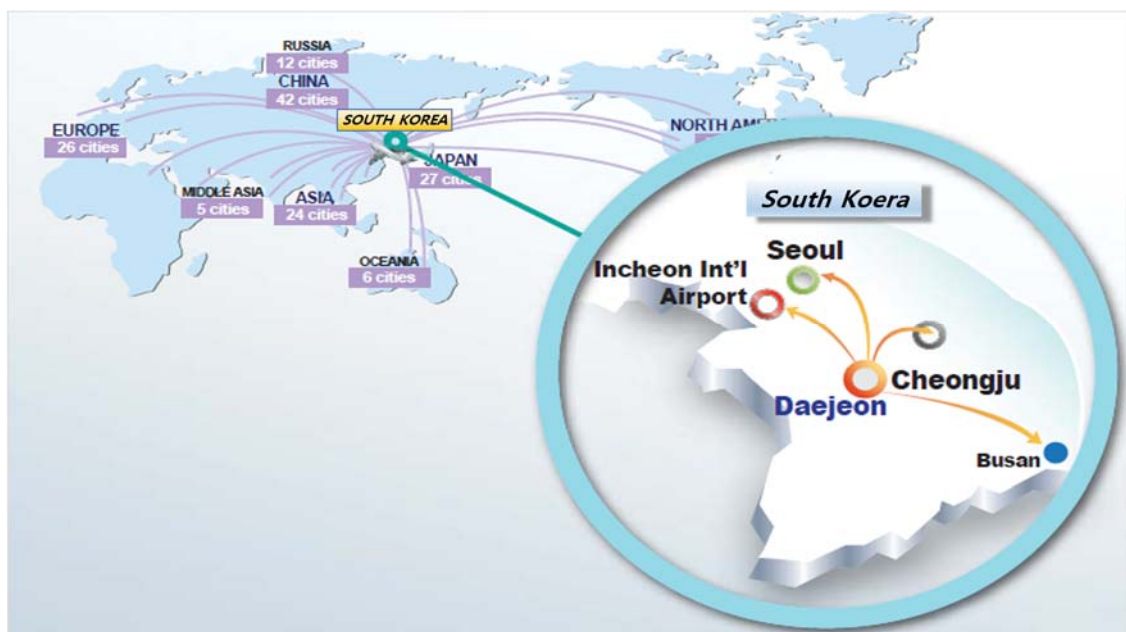 RUSSIA
12 cities
CHINA
42 cities
SOUTH KOREA
EUROPE
26 cities
NORTH
JAPAN
27 cities
MIDDLE ASIA
5 cities
ASIA
24 cities
OCEANIA
6 cities
South Koera
Seoul
Incheon Int'l
Airport
Cheongju
Daejeon
Busan